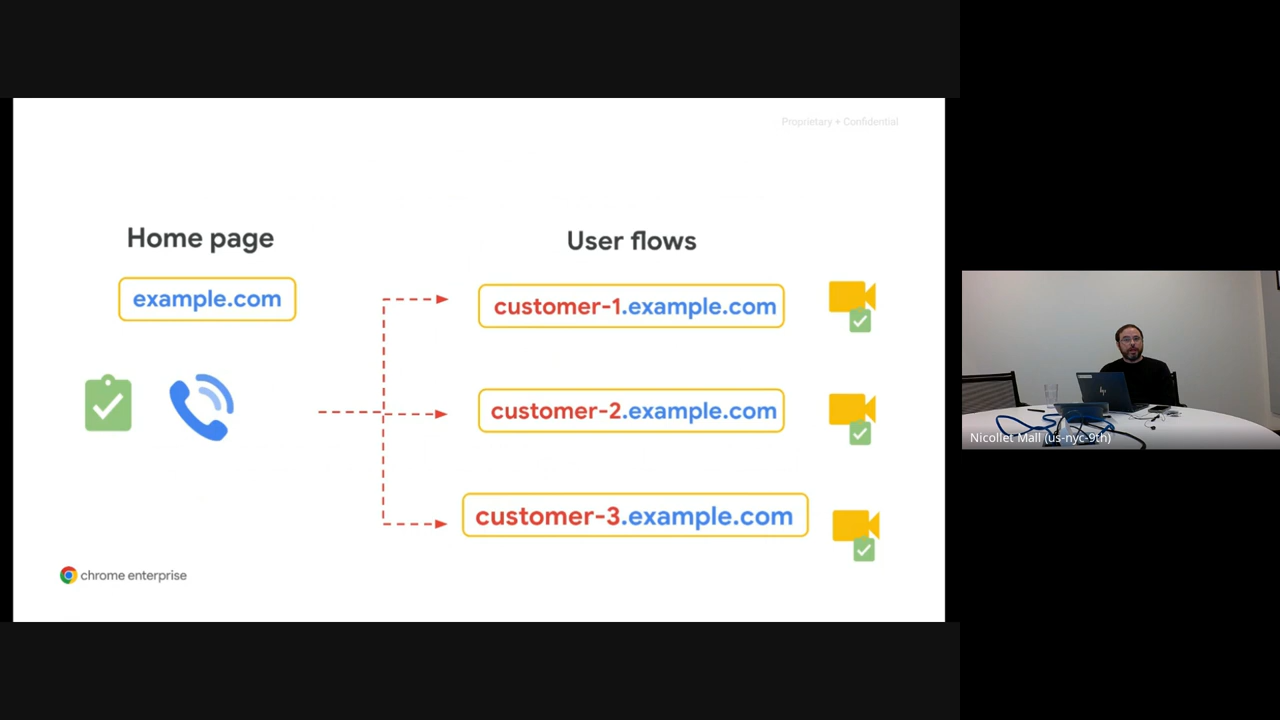 Proprietary + Confidential
Home page
User flows
example.com
customer-1.example.com
customer-2.example.com
customer-3.example.com
chrome enterprise
hp
Nicollet Mall (us-nyc-9th)